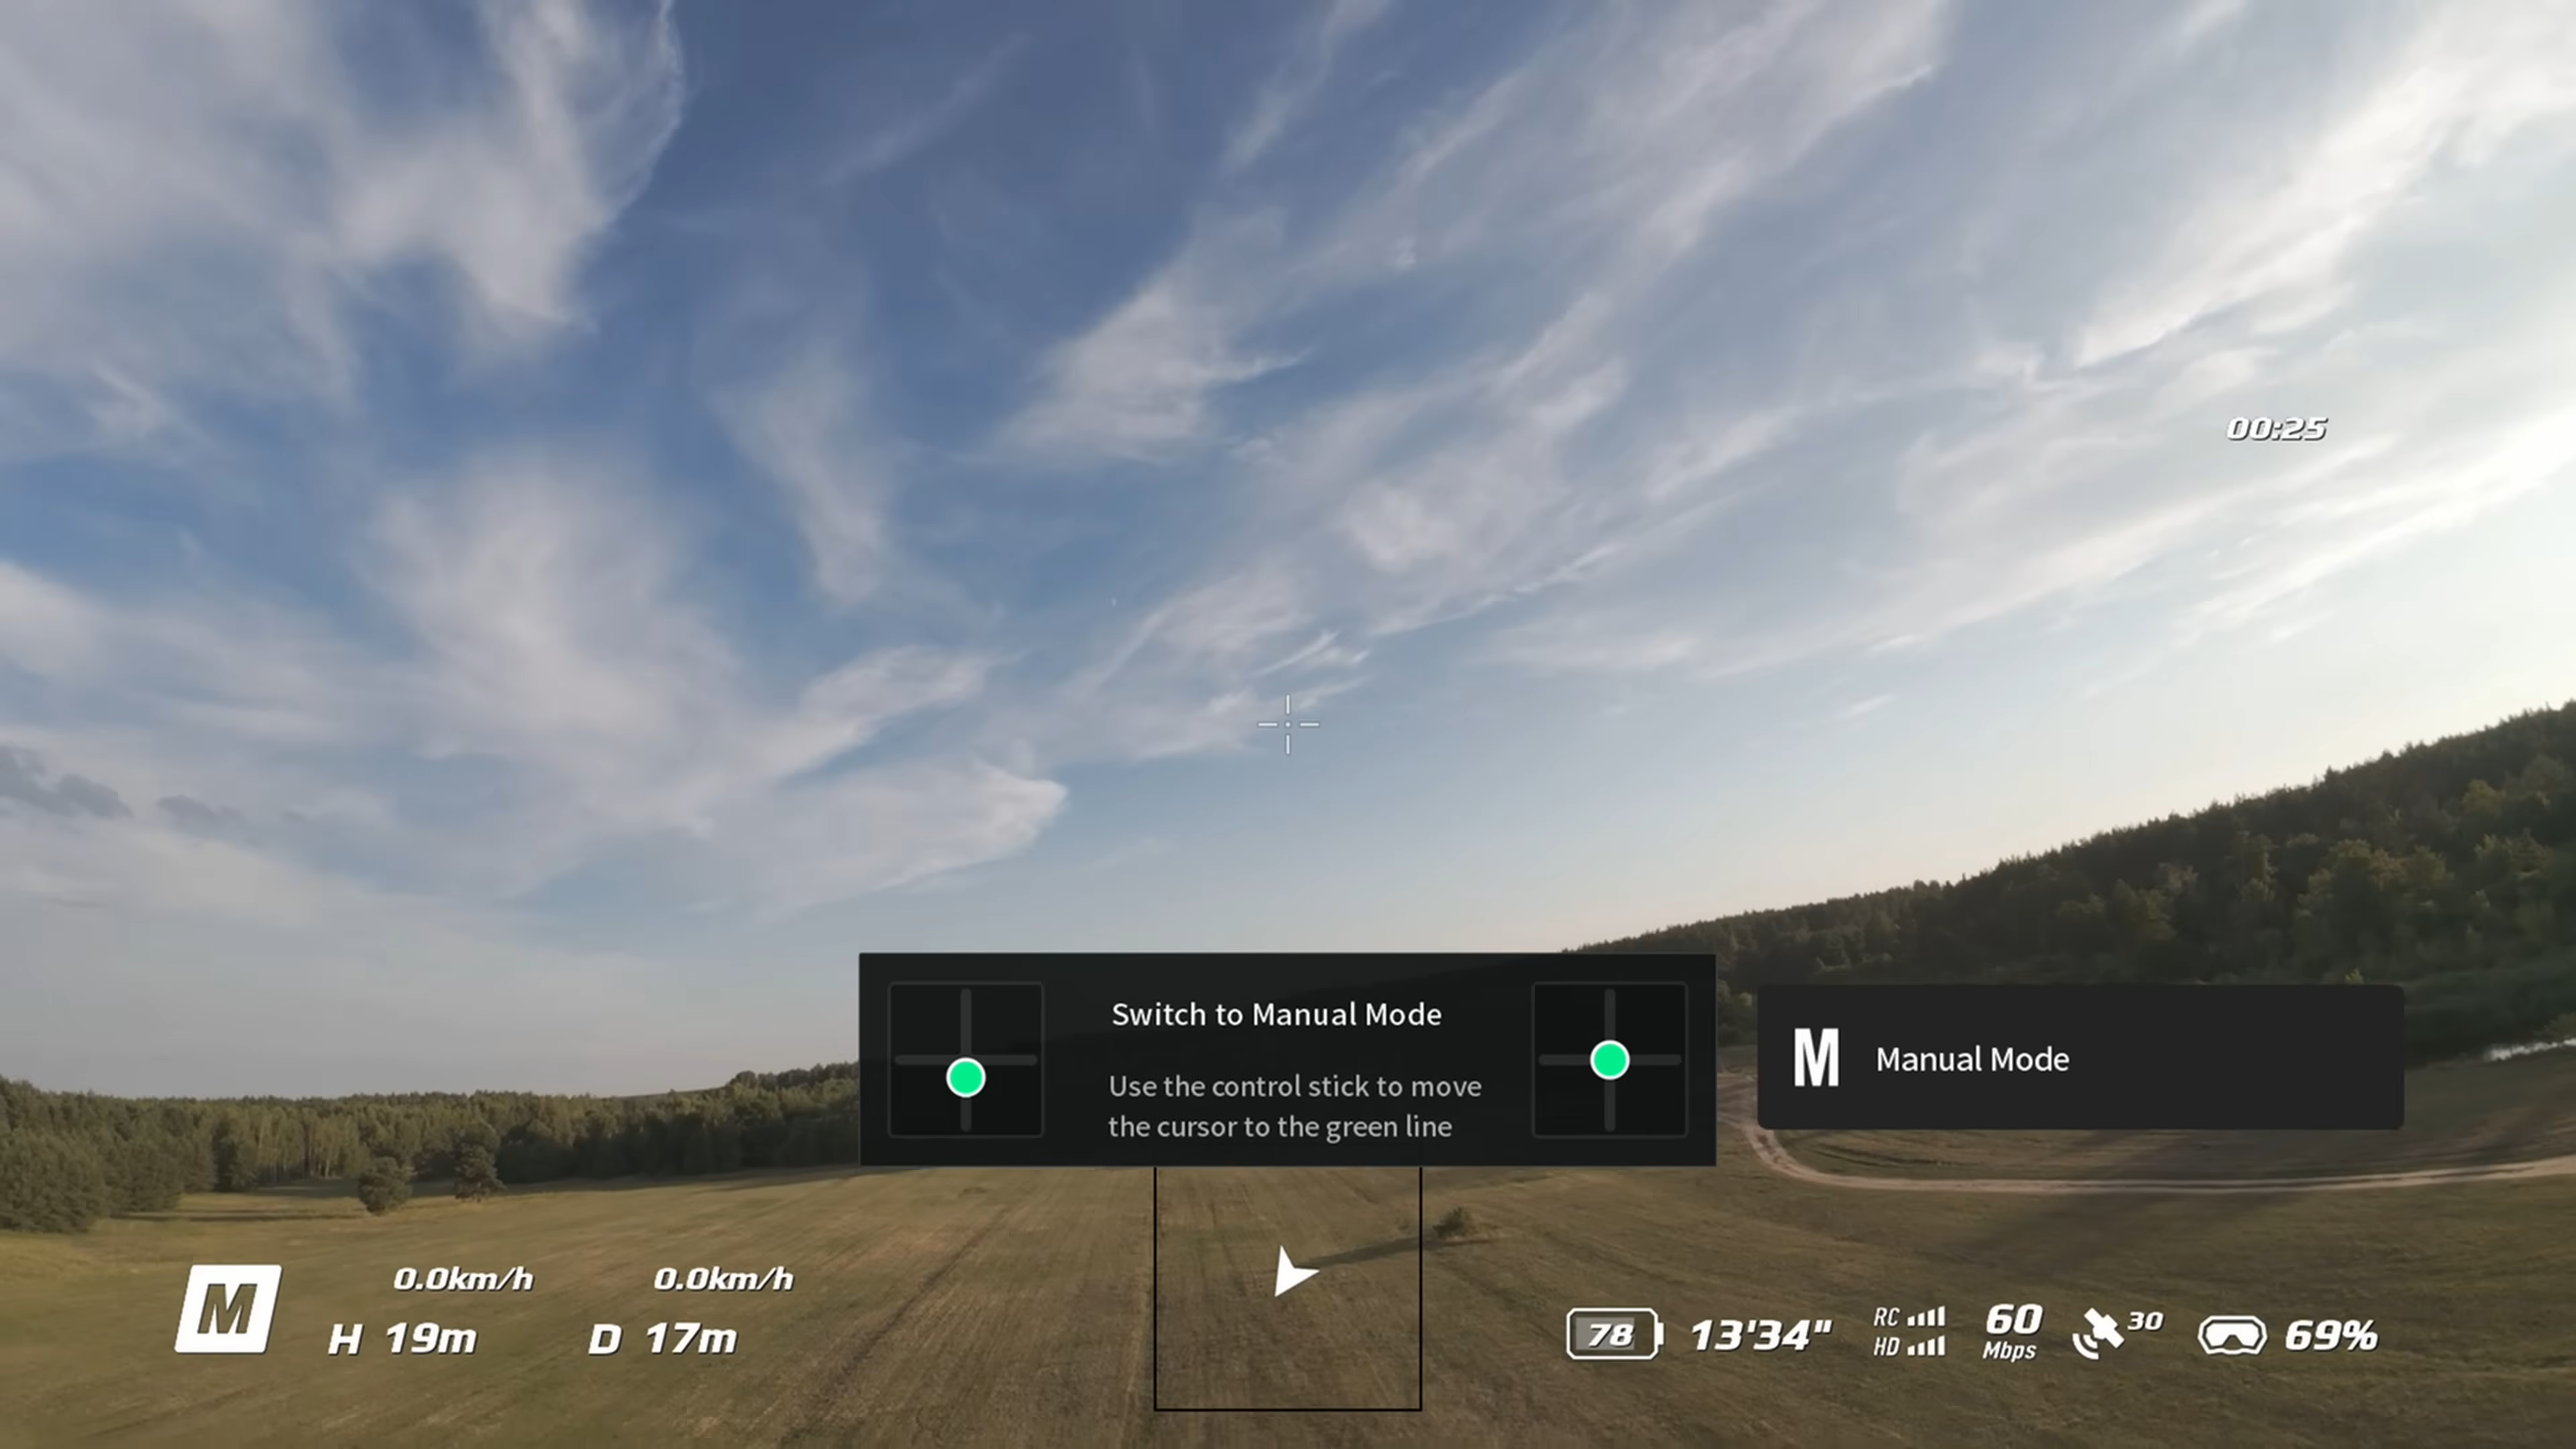 00:25
Switch to Manual Mode
Use the control stick to move
the cursor to the green line
M Manual Mode
M
0.0km/h 0.0km/h
H 19m D 17m
78 13'34"
RC
HD
60
Mbps
30
69%